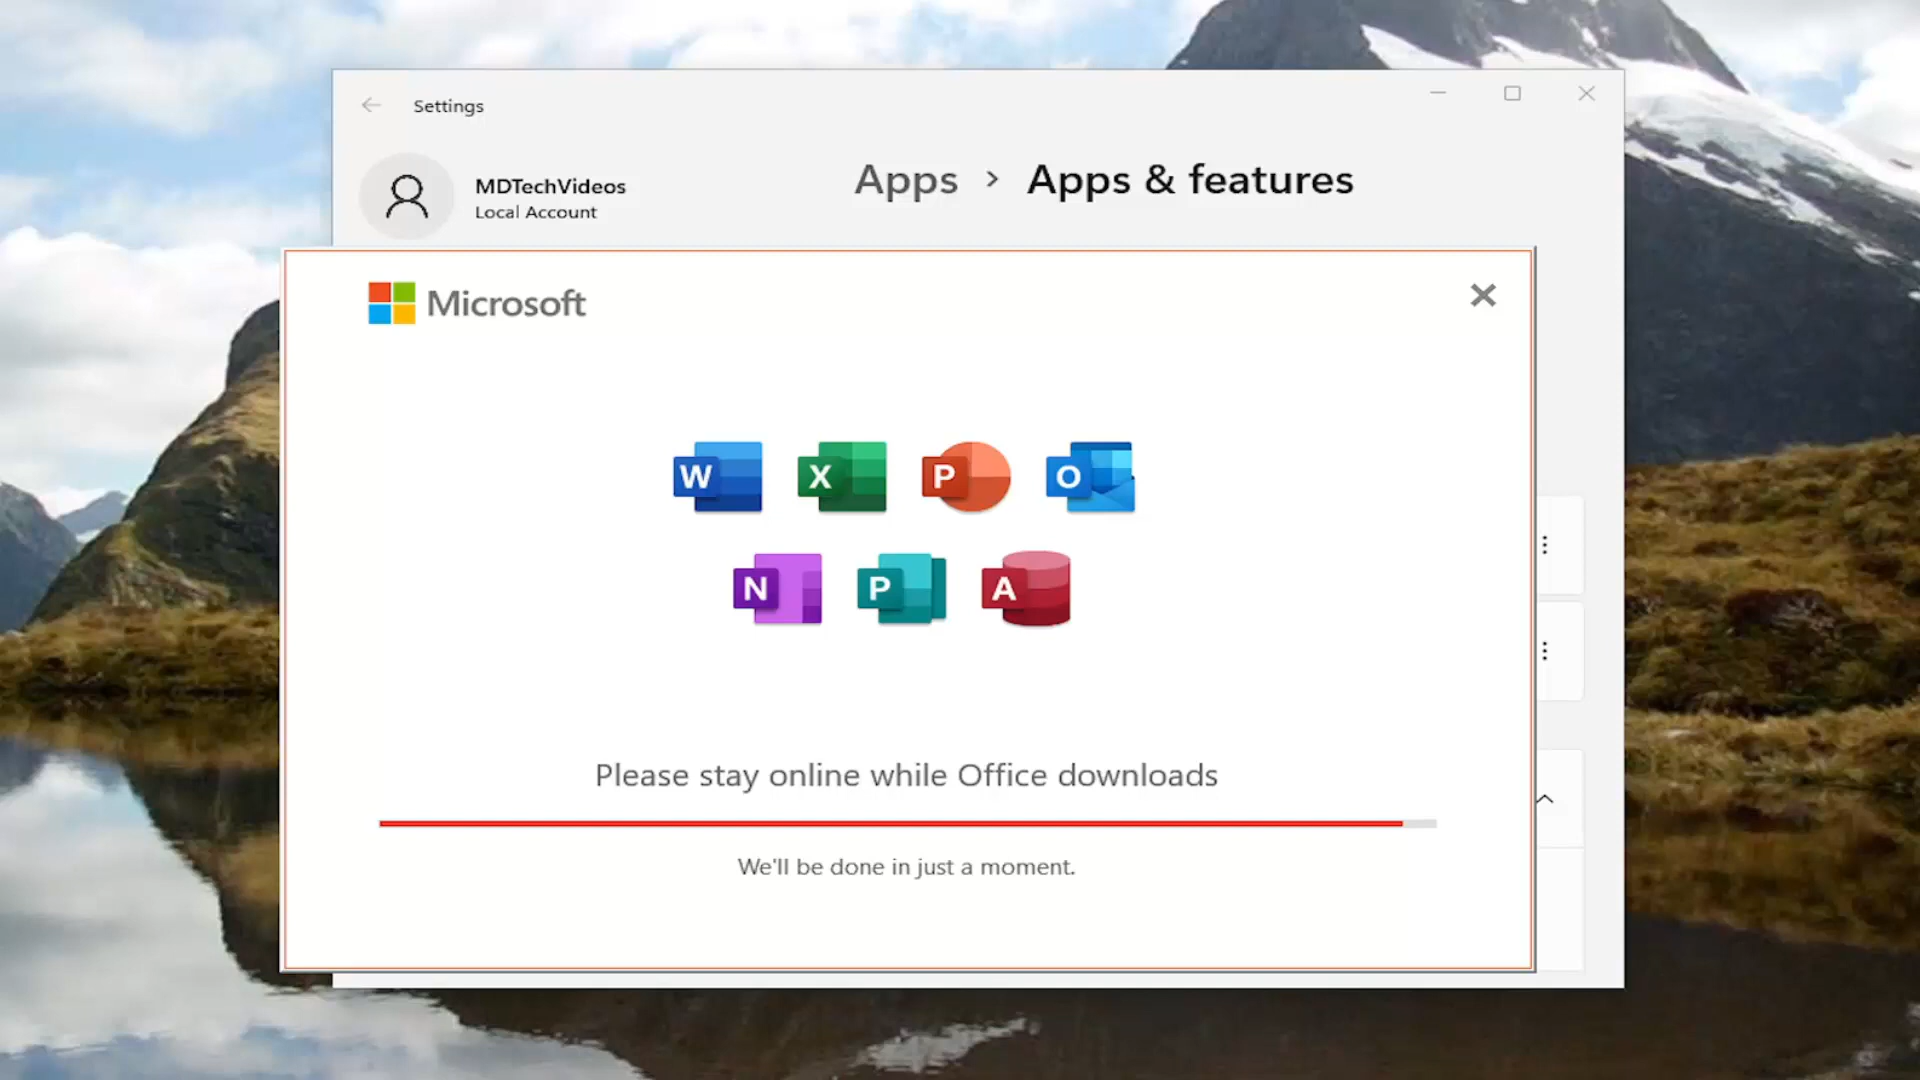 Settings
MDTechVideos
Local Account
Apps > Apps & features
Microsoft
W X P O
N P A
Please stay online while Office downloads
We'll be done in just a moment.